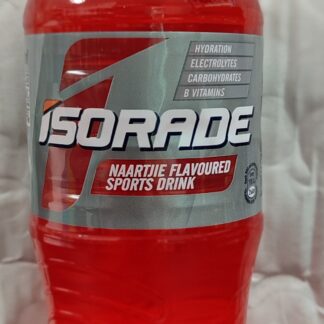 HYDRATION
ELECTROLYTES
CARBOHYDRATES
B VITAMINS
ISORADE
NAARTJIE FLAVOURED
SPORTS DRINK